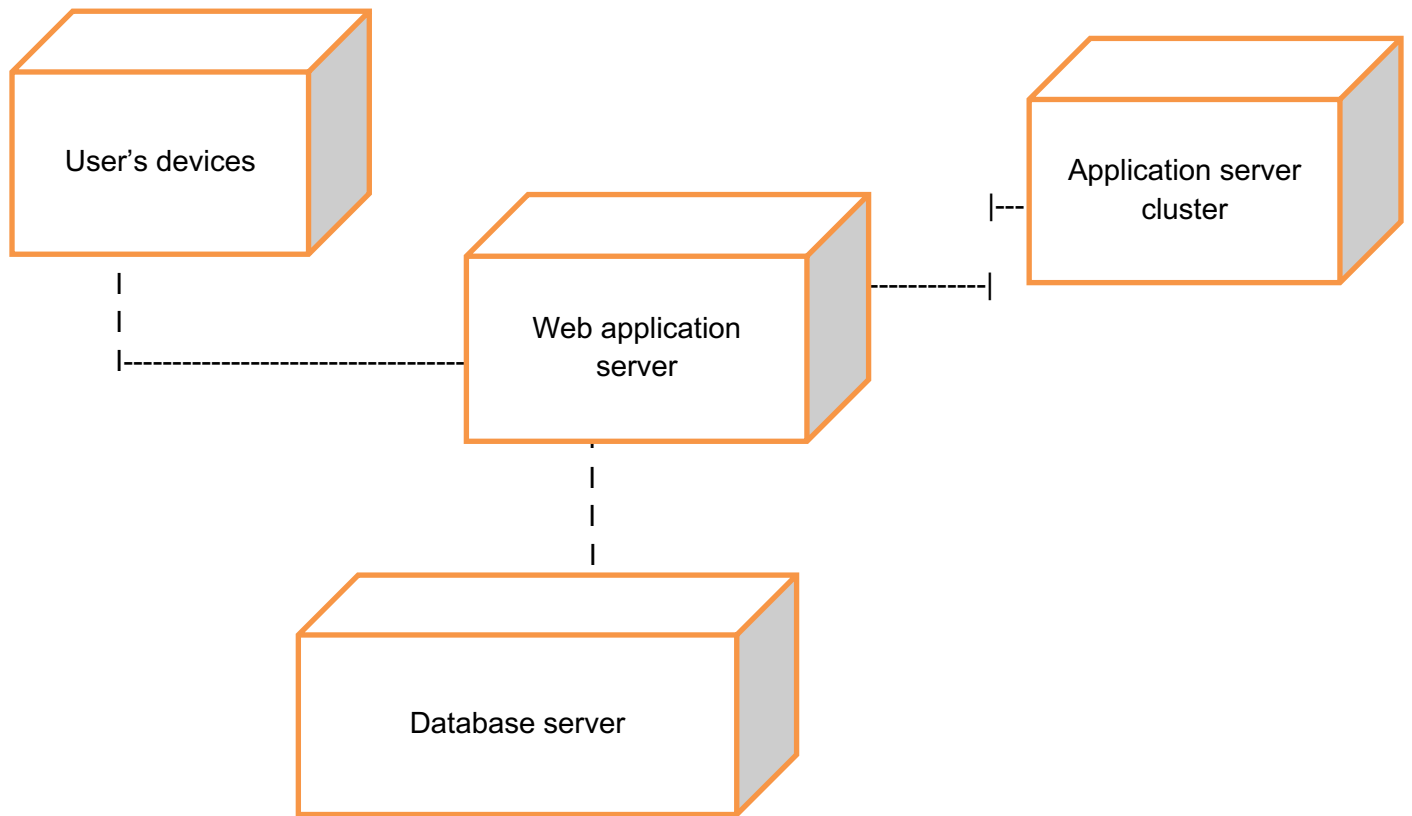 User’s devices
Application server
cluster
Web application
server
Database server